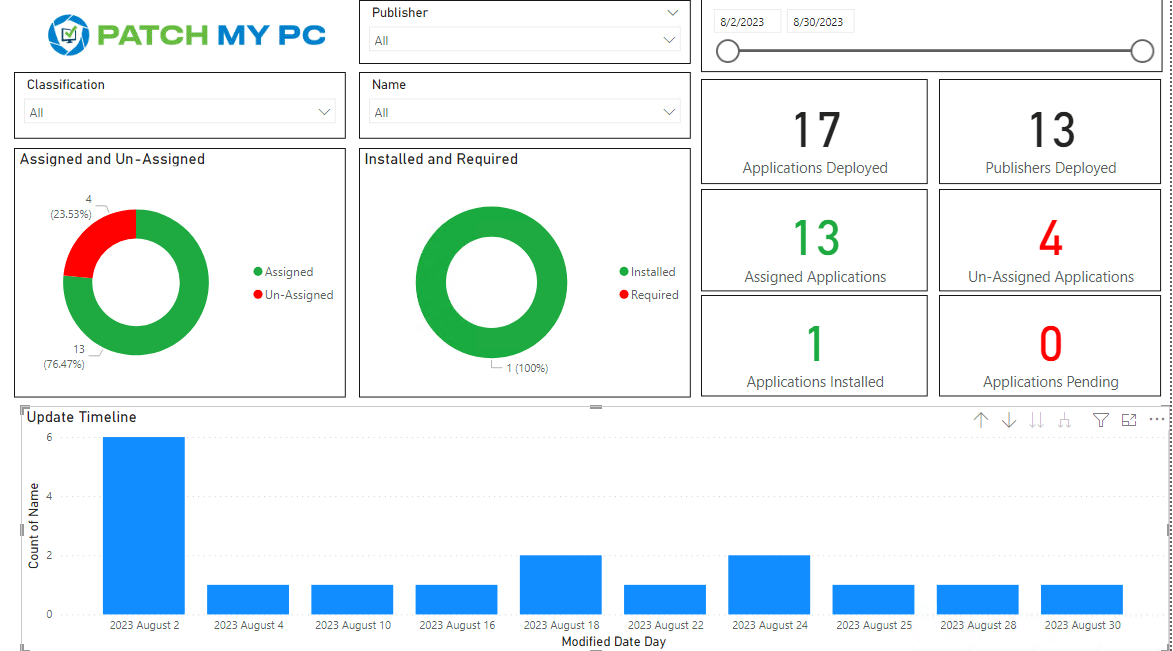 PATCH MY PC
Publisher
All
8/2/2023
8/30/2023
Classification
All
Name
All
17
Applications Deployed
13
Publishers Deployed
Assigned and Un-Assigned
4
(23.53%)
13
(76.47%)
Assigned
Un-Assigned
Installed and Required
1 (100%)
Installed
Required
13
Assigned Applications
4
Un-Assigned Applications
1
Applications Installed
0
Applications Pending
Update Timeline
Count of Name
6
4
2
0
2023 August 2
2023 August 4
2023 August 10
2023 August 16
2023 August 18
2023 August 22
2023 August 24
2023 August 25
2023 August 28
2023 August 30
Modified Date Day